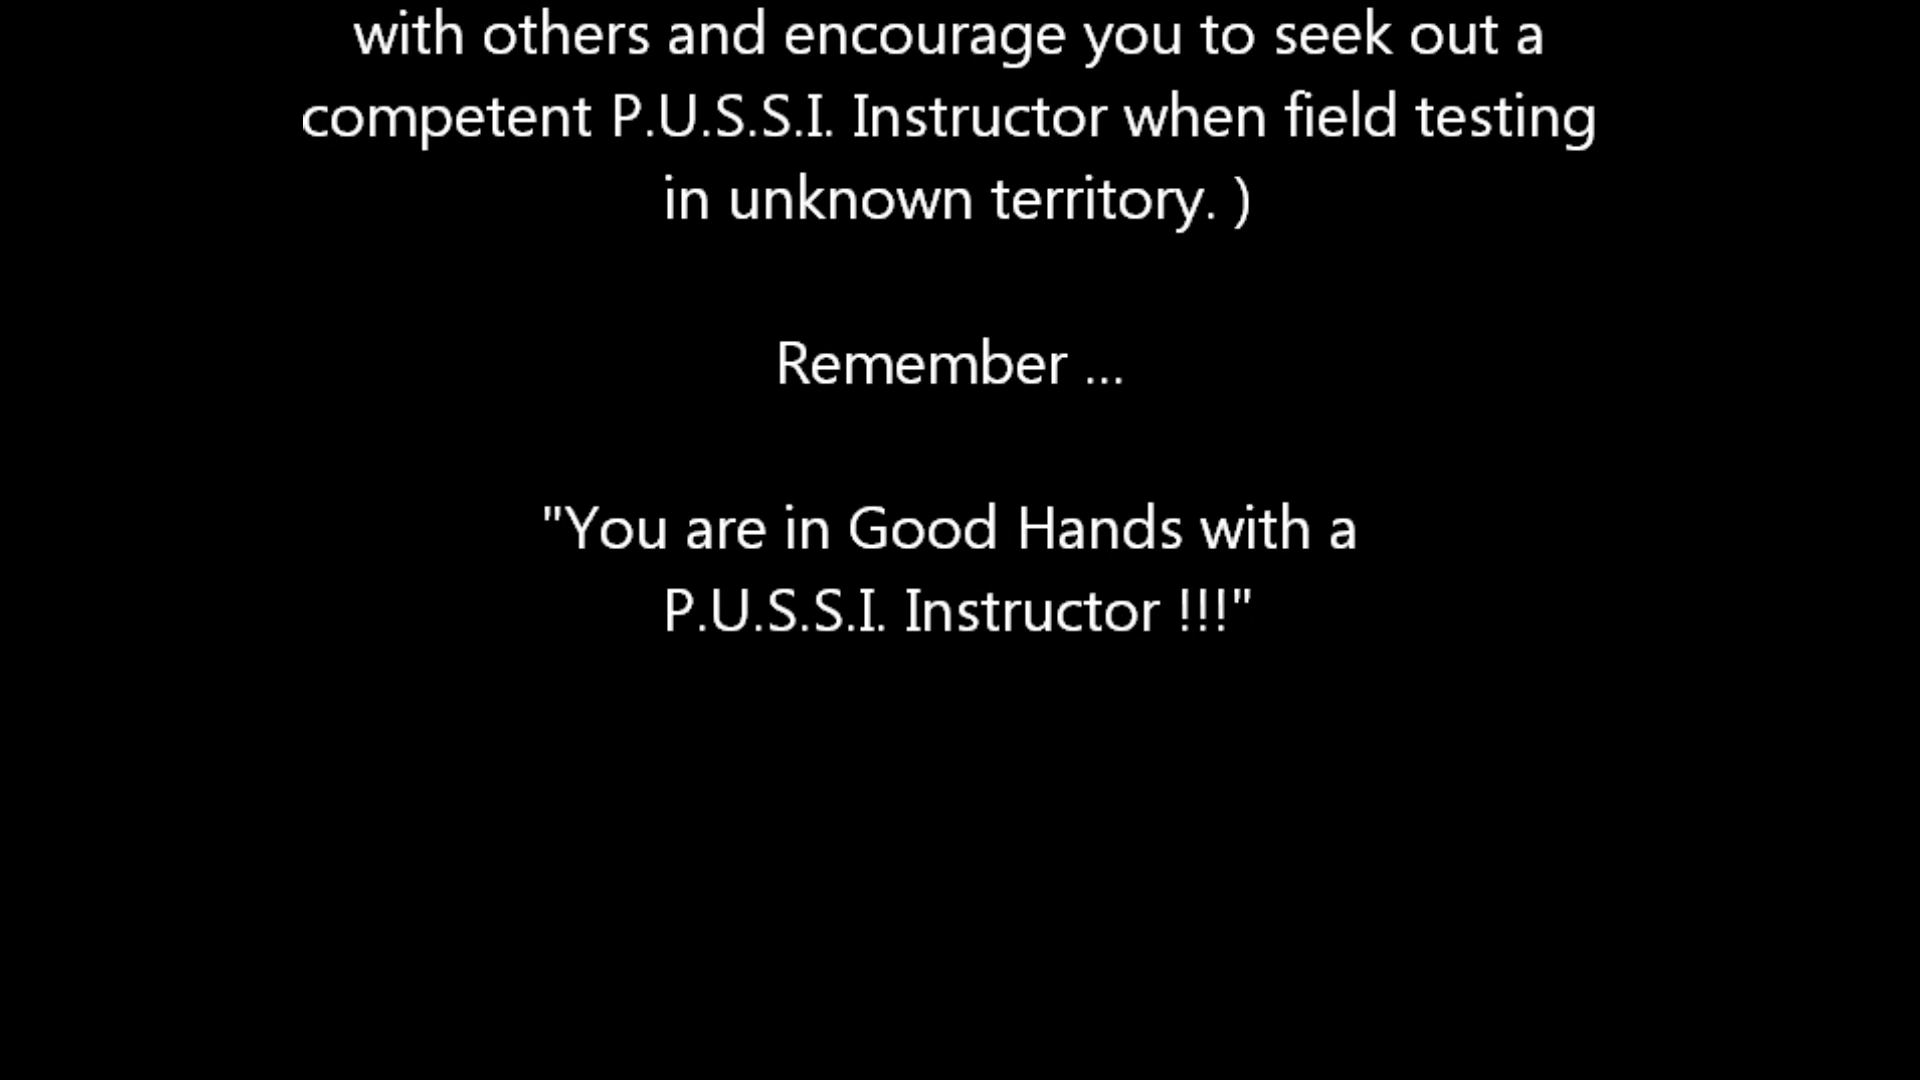 with others and encourage you to seek out a
competent P.U.S.S.I. Instructor when field testing
in unknown territory. )
Remember ...
"You are in Good Hands with a
P.U.S.S.I. Instructor !!!"